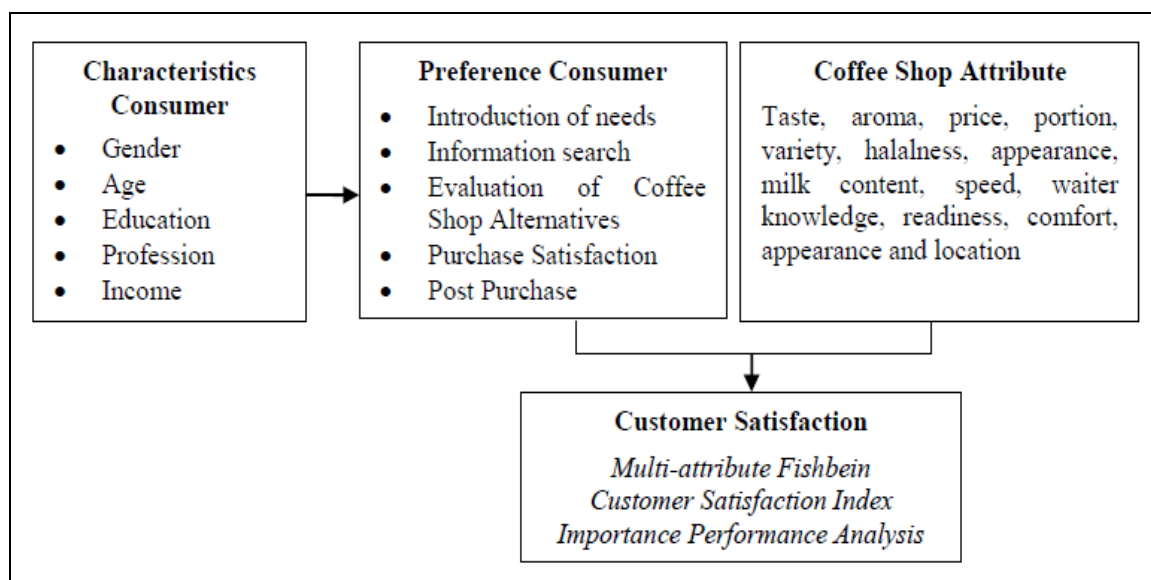 Characteristics
Consumer
• Gender
• Age
• Education
• Profession
• Income
Preference Consumer
• Introduction of needs
• Information search
• Evaluation of Coffee
Shop Alternatives
• Purchase Satisfaction
• Post Purchase
Coffee Shop Attribute
Taste, aroma, price, portion,
variety, halalness, appearance,
milk content, speed, waiter
knowledge, readiness, comfort,
appearance and location
Customer Satisfaction
Multi-attribute Fishbein
Customer Satisfaction Index
Importance Performance Analysis